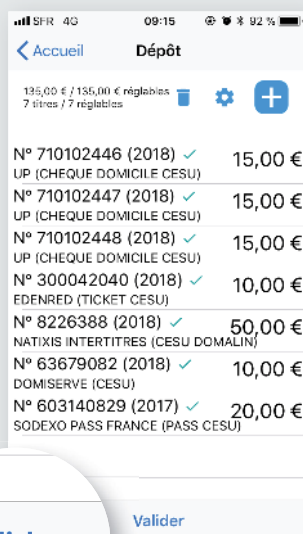 SFR 4G 09:15 92 %
Accueil Dépôt
135,00 € / 135,00 € réglables
7 titres / 7 réglables
N° 710102446 (2018) ✓ 15,00 €
UP (CHEQUE DOMICILE CESU)
N° 710102447 (2018) ✓ 15,00 €
UP (CHEQUE DOMICILE CESU)
N° 710102448 (2018) ✓ 15,00 €
UP (CHEQUE DOMICILE CESU)
N° 300042040 (2018) ✓ 10,00 €
EDENRED (TICKET CESU)
N° 8226388 (2018) ✓ 50,00 €
NATIXIS INTERTITRES (CESU DOMALIN)
N° 63679082 (2018) ✓ 10,00 €
DOMISERVE (CESU)
N° 603140829 (2017) ✓ 20,00 €
SODEXO PASS FRANCE (PASS CESU)
Valider